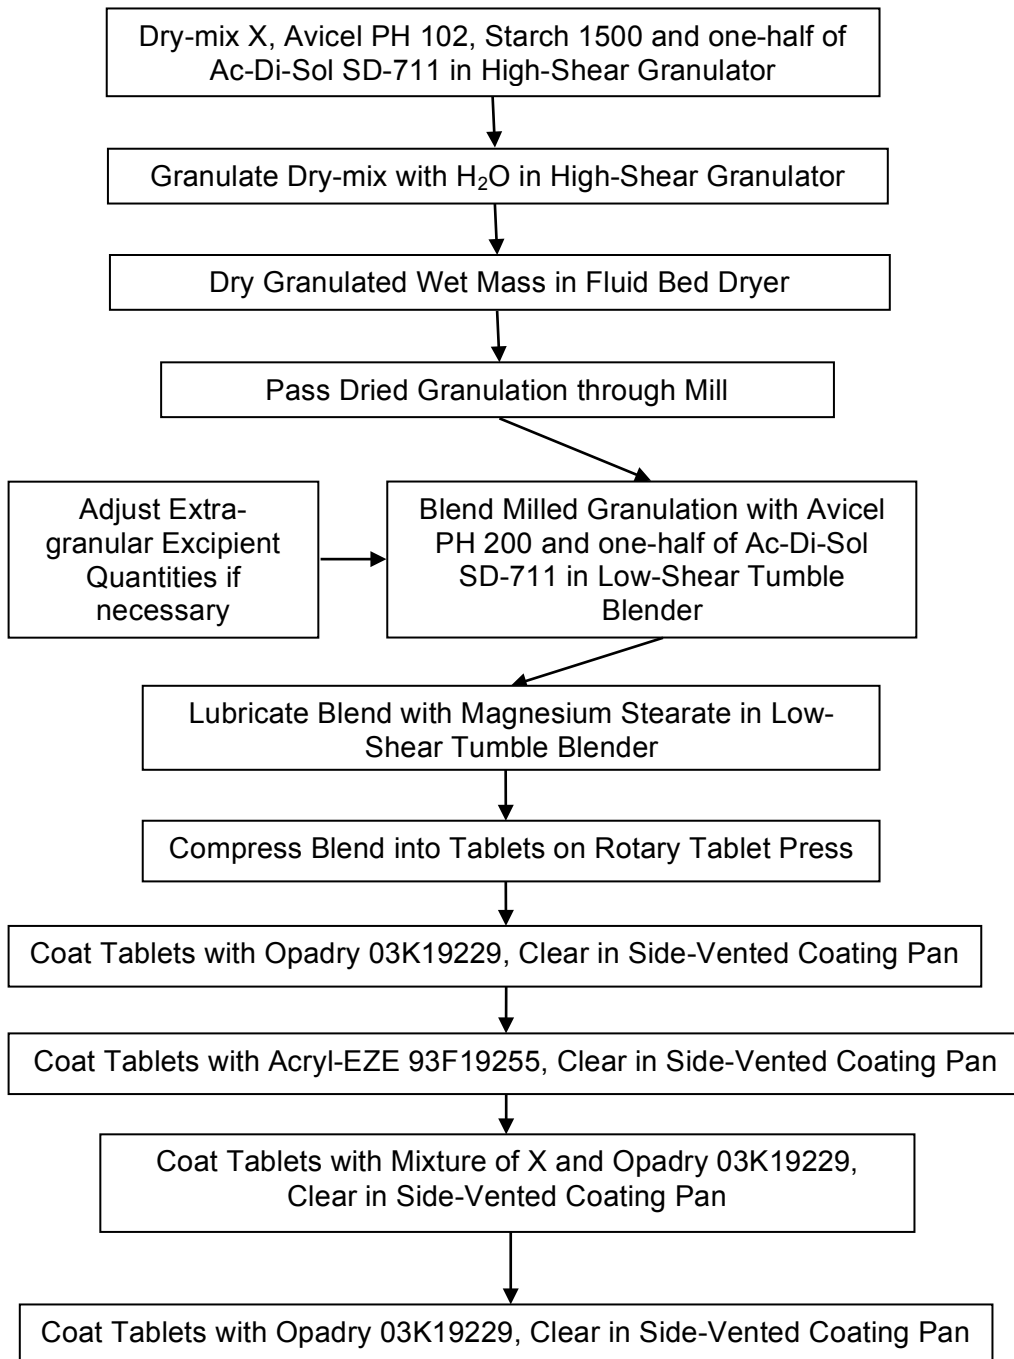 Dry-mix X, Avicel PH 102, Starch 1500 and one-half of
Ac-Di-Sol SD-711 in High-Shear Granulator
Granulate Dry-mix with H₂O in High-Shear Granulator
Dry Granulated Wet Mass in Fluid Bed Dryer
Pass Dried Granulation through Mill
Adjust Extra-
granular Excipient
Quantities if
necessary
Blend Milled Granulation with Avicel
PH 200 and one-half of Ac-Di-Sol
SD-711 in Low-Shear Tumble
Blender
Lubricate Blend with Magnesium Stearate in Low-
Shear Tumble Blender
Compress Blend into Tablets on Rotary Tablet Press
Coat Tablets with Opadry 03K19229, Clear in Side-Vented Coating Pan
Coat Tablets with Acryl-EZE 93F19255, Clear in Side-Vented Coating Pan
Coat Tablets with Mixture of X and Opadry 03K19229,
Clear in Side-Vented Coating Pan
Coat Tablets with Opadry 03K19229, Clear in Side-Vented Coating Pan